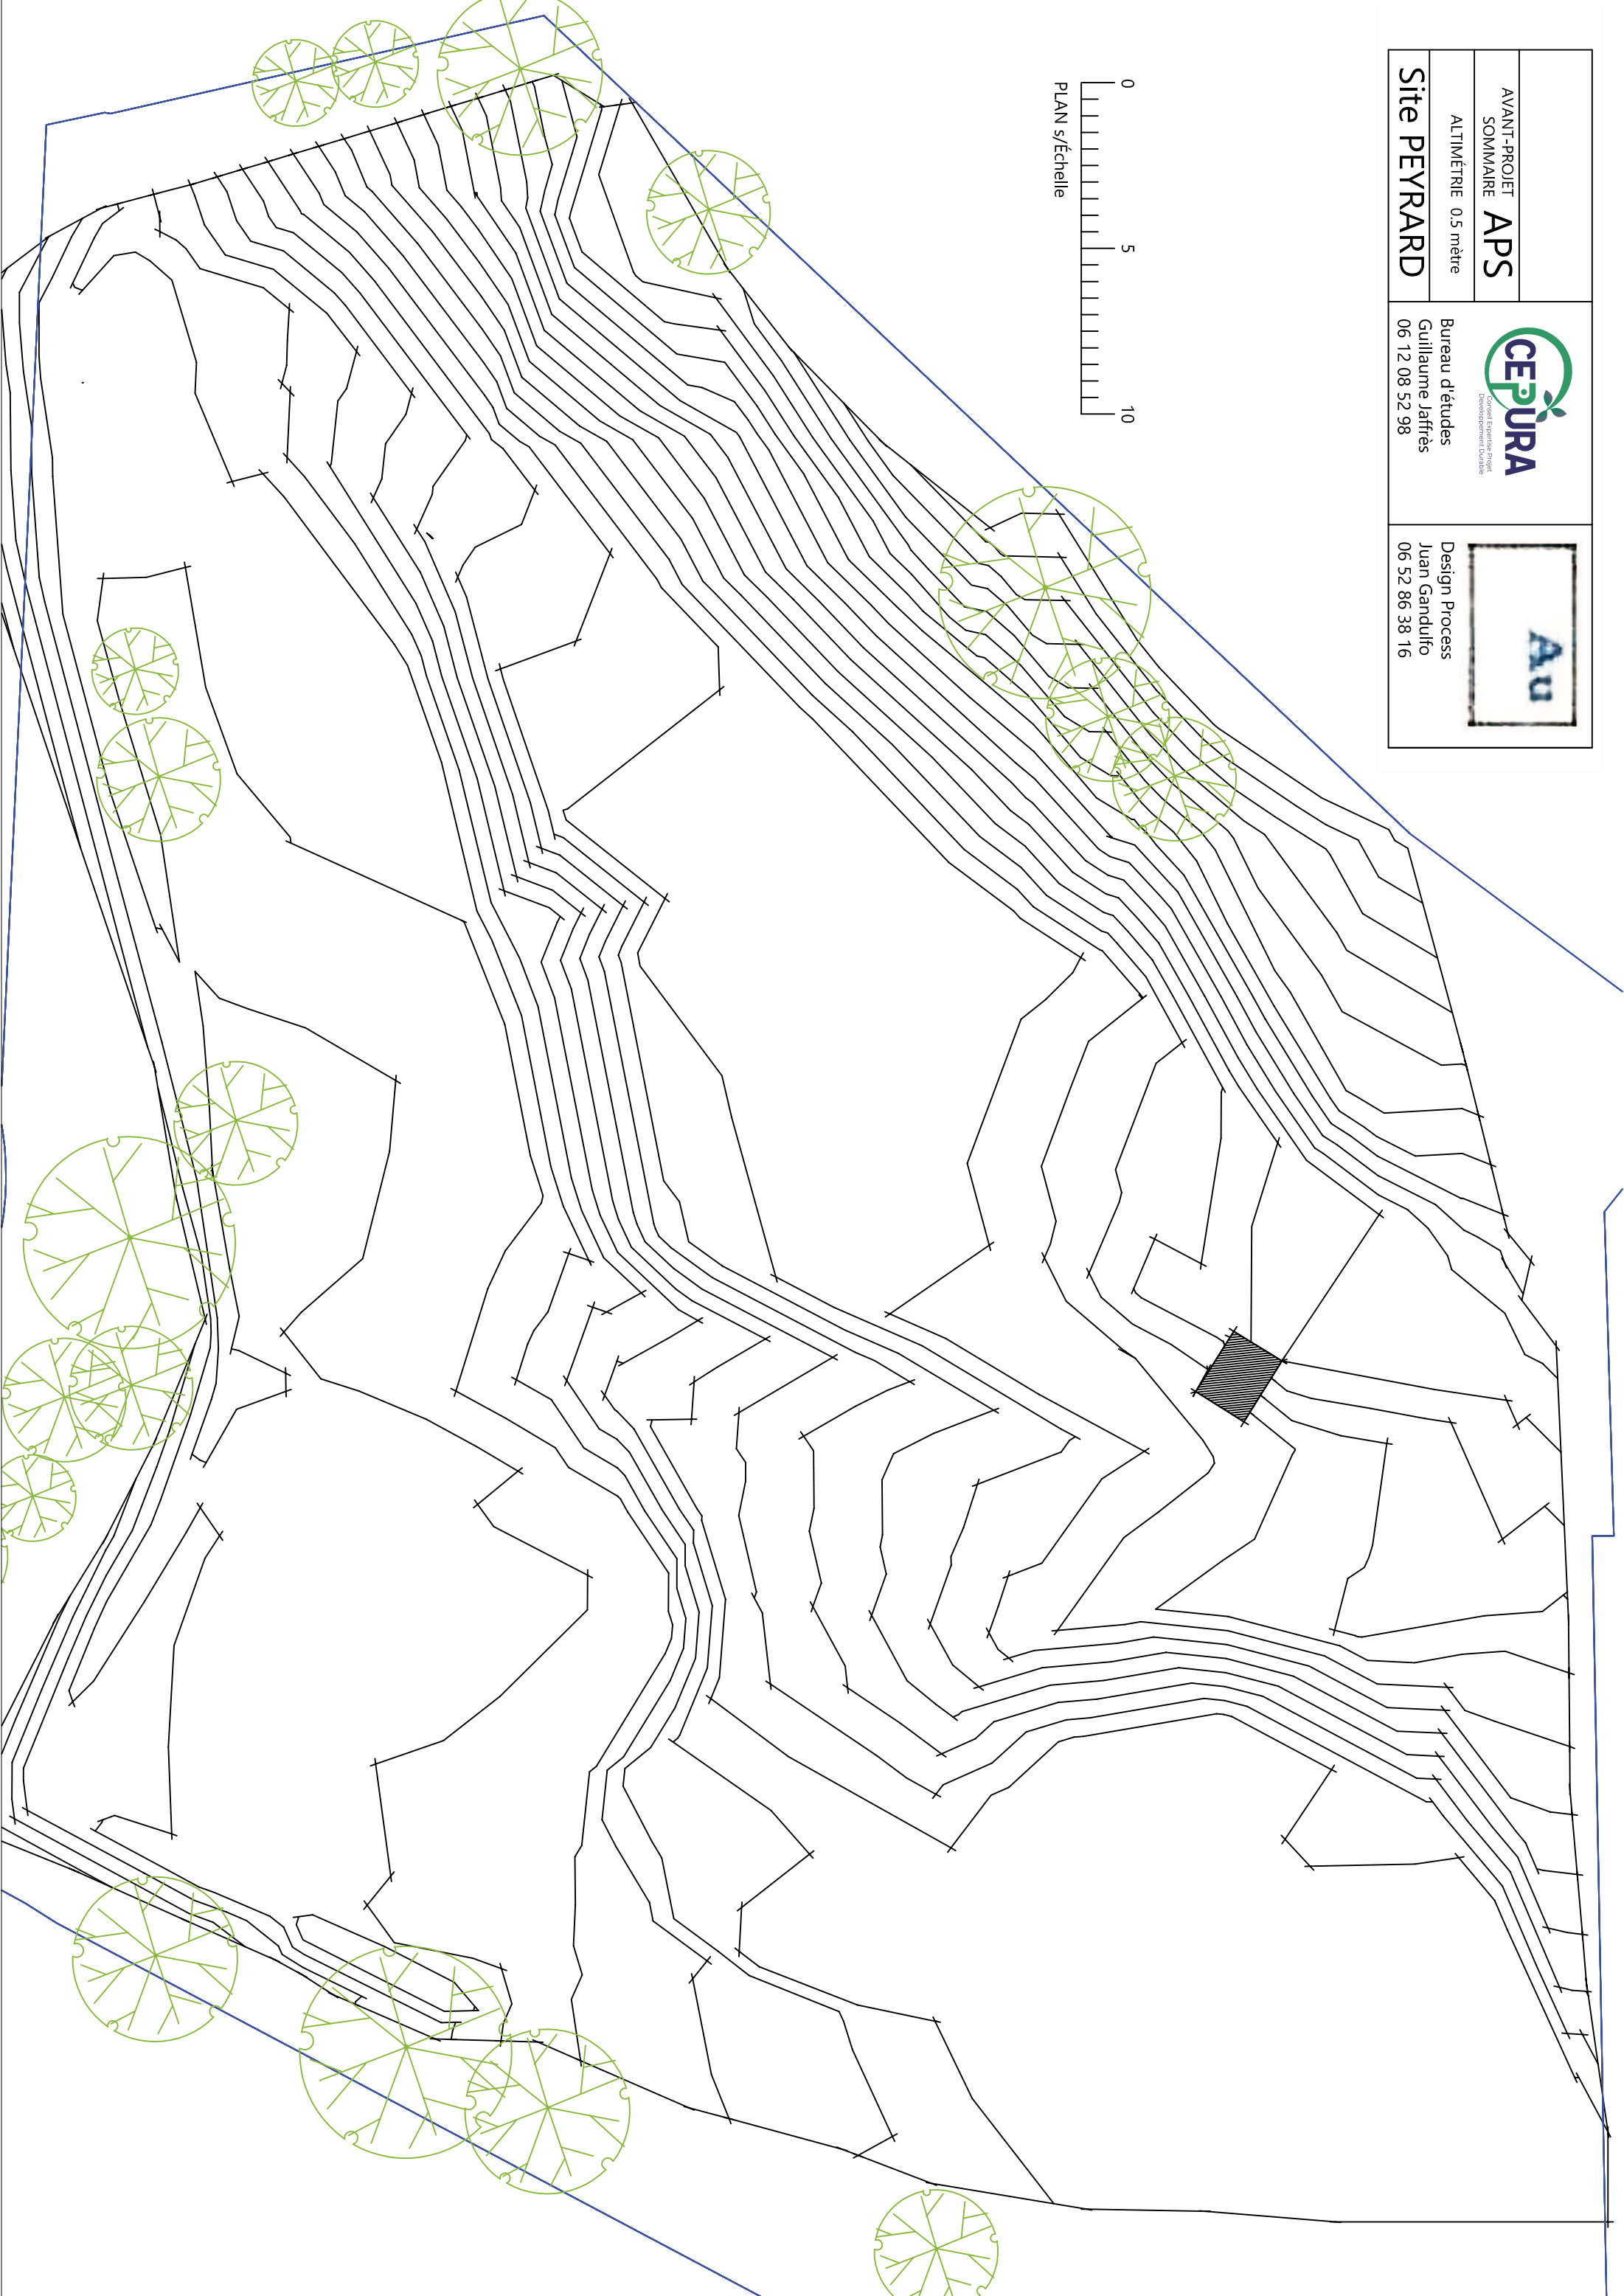 AVANT-PROJET
SOMMAIRE APS
ALTIMÉTRIE 0.5 mètre
Site PEYRARD
CEPURA
Conseil Expertise Projet
Developpement Durable
Bureau d'études
Guillaume Jaffrès
06 12 08 52 98
Au
Design Process
Juan Gandulfo
06 52 86 38 16
0 5 10
PLAN s/Échelle